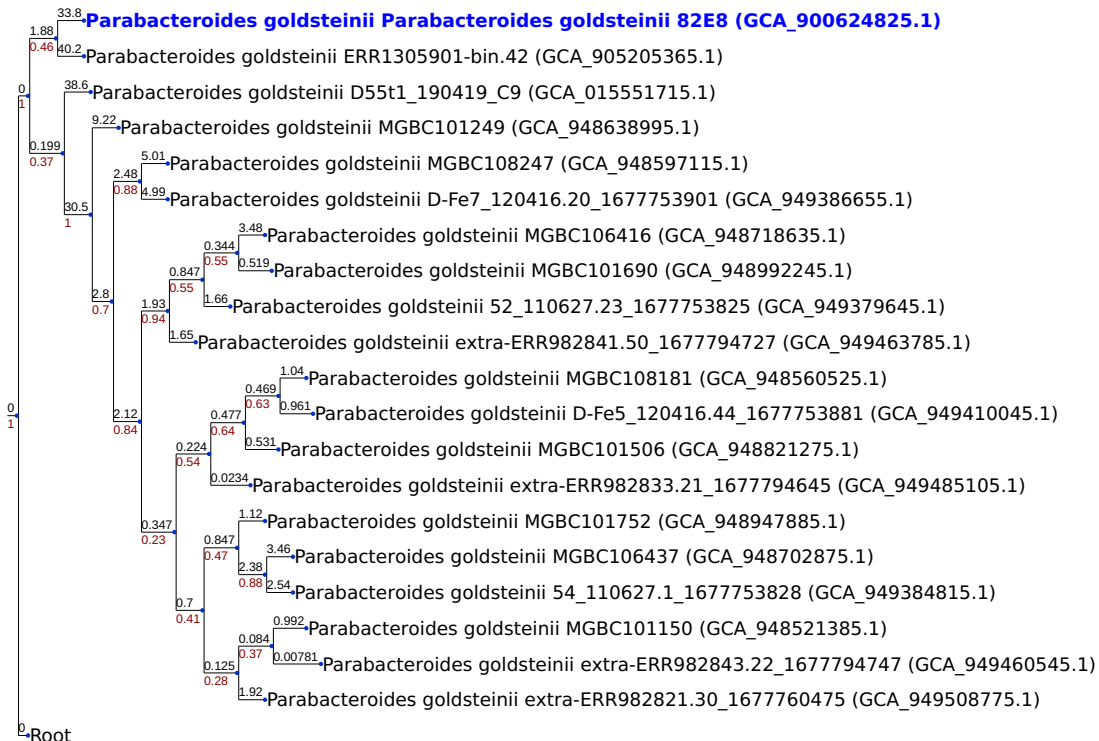 33.8
Parabacteroides goldsteinii Parabacteroides goldsteinii 82E8 (GCA_900624825.1)
1.88
0.46
40.2
Parabacteroides goldsteinii ERR1305901-bin.42 (GCA_905205365.1)
0
1
38.6
Parabacteroides goldsteinii D55t1_190419_C9 (GCA_015551715.1)
9.22
Parabacteroides goldsteinii MGBC101249 (GCA_948638995.1)
0.199
0.37
5.01
Parabacteroides goldsteinii MGBC108247 (GCA_948597115.1)
2.48
0.88
4.99
Parabacteroides goldsteinii D-Fe7_120416.20_1677753901 (GCA_949386655.1)
30.5
1
3.48
Parabacteroides goldsteinii MGBC106416 (GCA_948718635.1)
0.344
0.55
0.519
Parabacteroides goldsteinii MGBC101690 (GCA_948992245.1)
0.847
0.55
1.66
Parabacteroides goldsteinii 52_110627.23_1677753825 (GCA_949379645.1)
2.8
0.7
1.93
0.94
1.65
Parabacteroides goldsteinii extra-ERR982841.50_1677794727 (GCA_949463785.1)
1.04
Parabacteroides goldsteinii MGBC108181 (GCA_948560525.1)
0.469
0.63
0.961
Parabacteroides goldsteinii D-Fe5_120416.44_1677753881 (GCA_949410045.1)
0
1
2.12
0.84
0.477
0.64
0.531
Parabacteroides goldsteinii MGBC101506 (GCA_948821275.1)
0.224
0.54
0.0234
Parabacteroides goldsteinii extra-ERR982833.21_1677794645 (GCA_949485105.1)
1.12
Parabacteroides goldsteinii MGBC101752 (GCA_948947885.1)
0.347
0.23
0.847
0.47
3.46
Parabacteroides goldsteinii MGBC106437 (GCA_948702875.1)
2.38
0.88
2.54
Parabacteroides goldsteinii 54_110627.1_1677753828 (GCA_949384815.1)
0.7
0.41
0.992
Parabacteroides goldsteinii MGBC101150 (GCA_948521385.1)
0.084
0.37
0.00781
Parabacteroides goldsteinii extra-ERR982843.22_1677794747 (GCA_949460545.1)
0.125
0.28
1.92
Parabacteroides goldsteinii extra-ERR982821.30_1677760475 (GCA_949508775.1)
0
Root